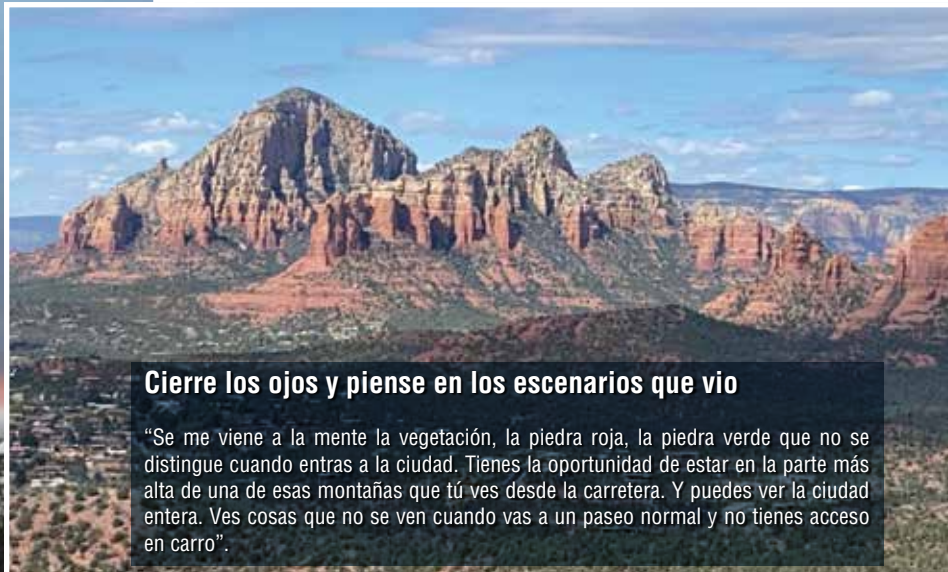 Cierre los ojos y piense en los escenarios que vio
“Se me viene a la mente la vegetación, la piedra roja, la piedra verde que no se
distingue cuando entras a la ciudad. Tienes la oportunidad de estar en la parte más
alta de una de esas montañas que tú ves desde la carretera. Y puedes ver la ciudad
entera. Ves cosas que no se ven cuando vas a un paseo normal y no tienes acceso
en carro”.